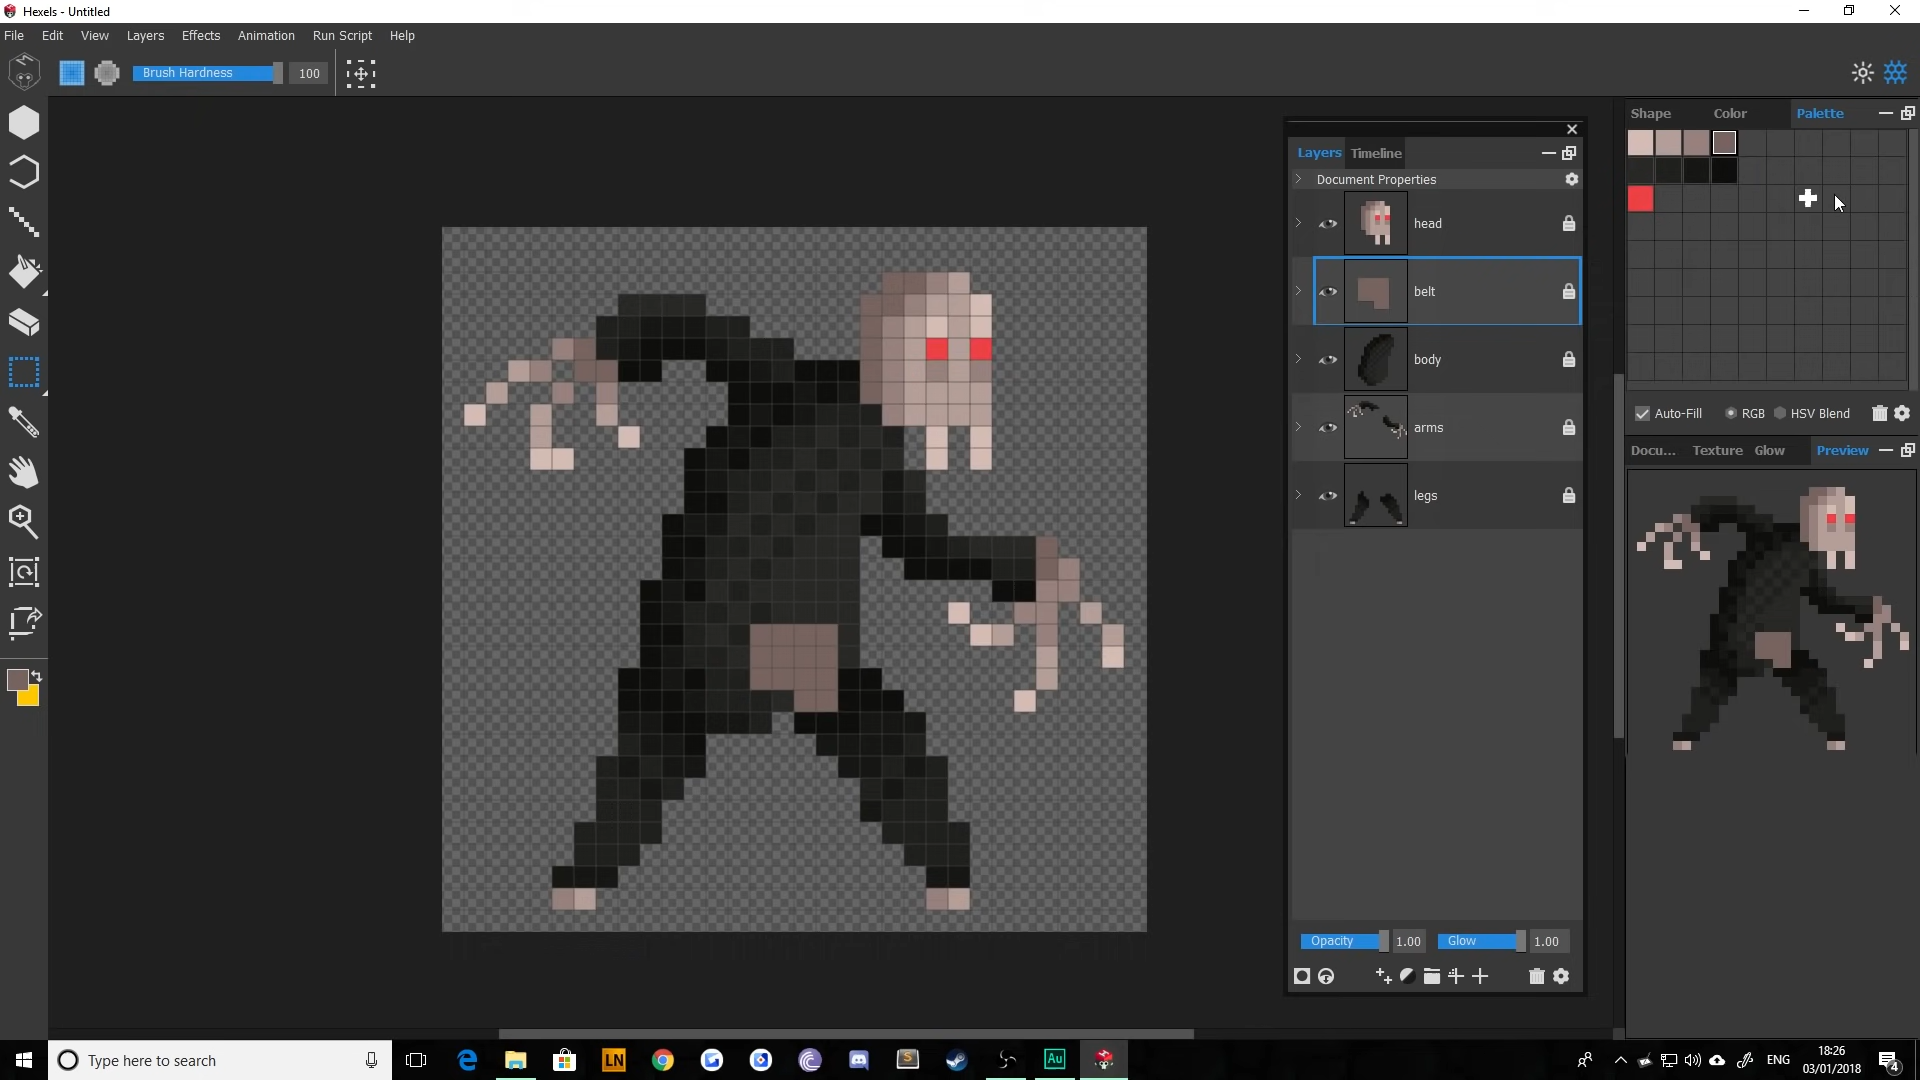 Hexels - Untitled
File Edit View Layers Effects Animation Run Script Help
Brush Hardness 100
Shape Color Palette
Layers Timeline
Document Properties
head
belt
body
arms
legs
Auto-Fill RGB HSV Blend
Docu... Texture Glow Preview
Opacity 1.00 Glow 1.00
Type here to search
LN
S
Au
ENG
18:26
03/01/2018
4